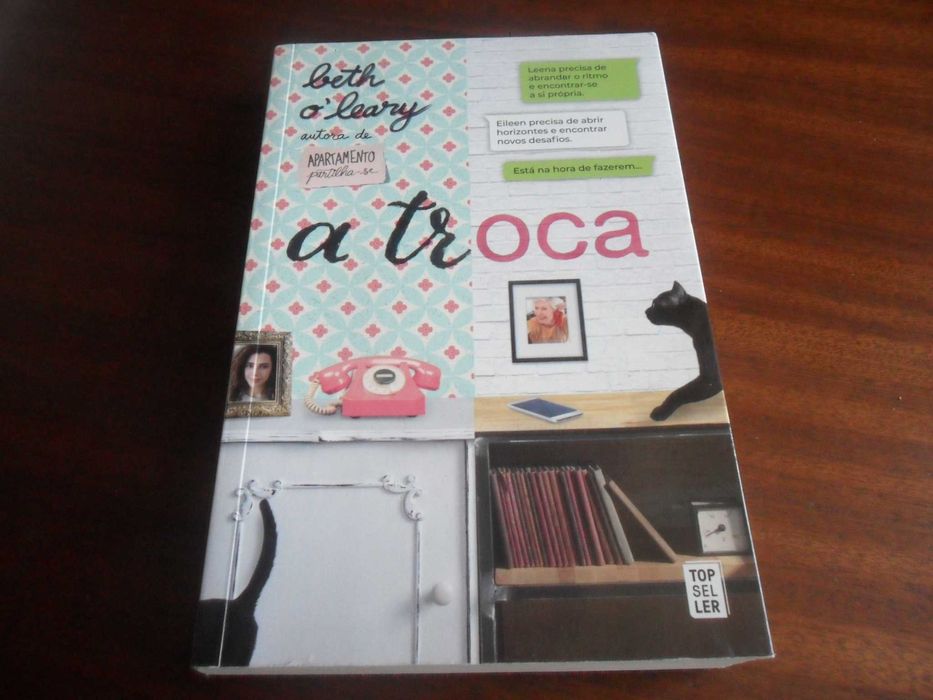 beth
o'leary
autora de
APARTAMENTO
partilha-se
Leena precisa de
abrandar o ritmo
e encontrar-se
a si própria.
Eileen precisa de abrir
horizontes e encontrar
novos desafios.
Está na hora de fazerem...
a troca
TOP
SEL
LER